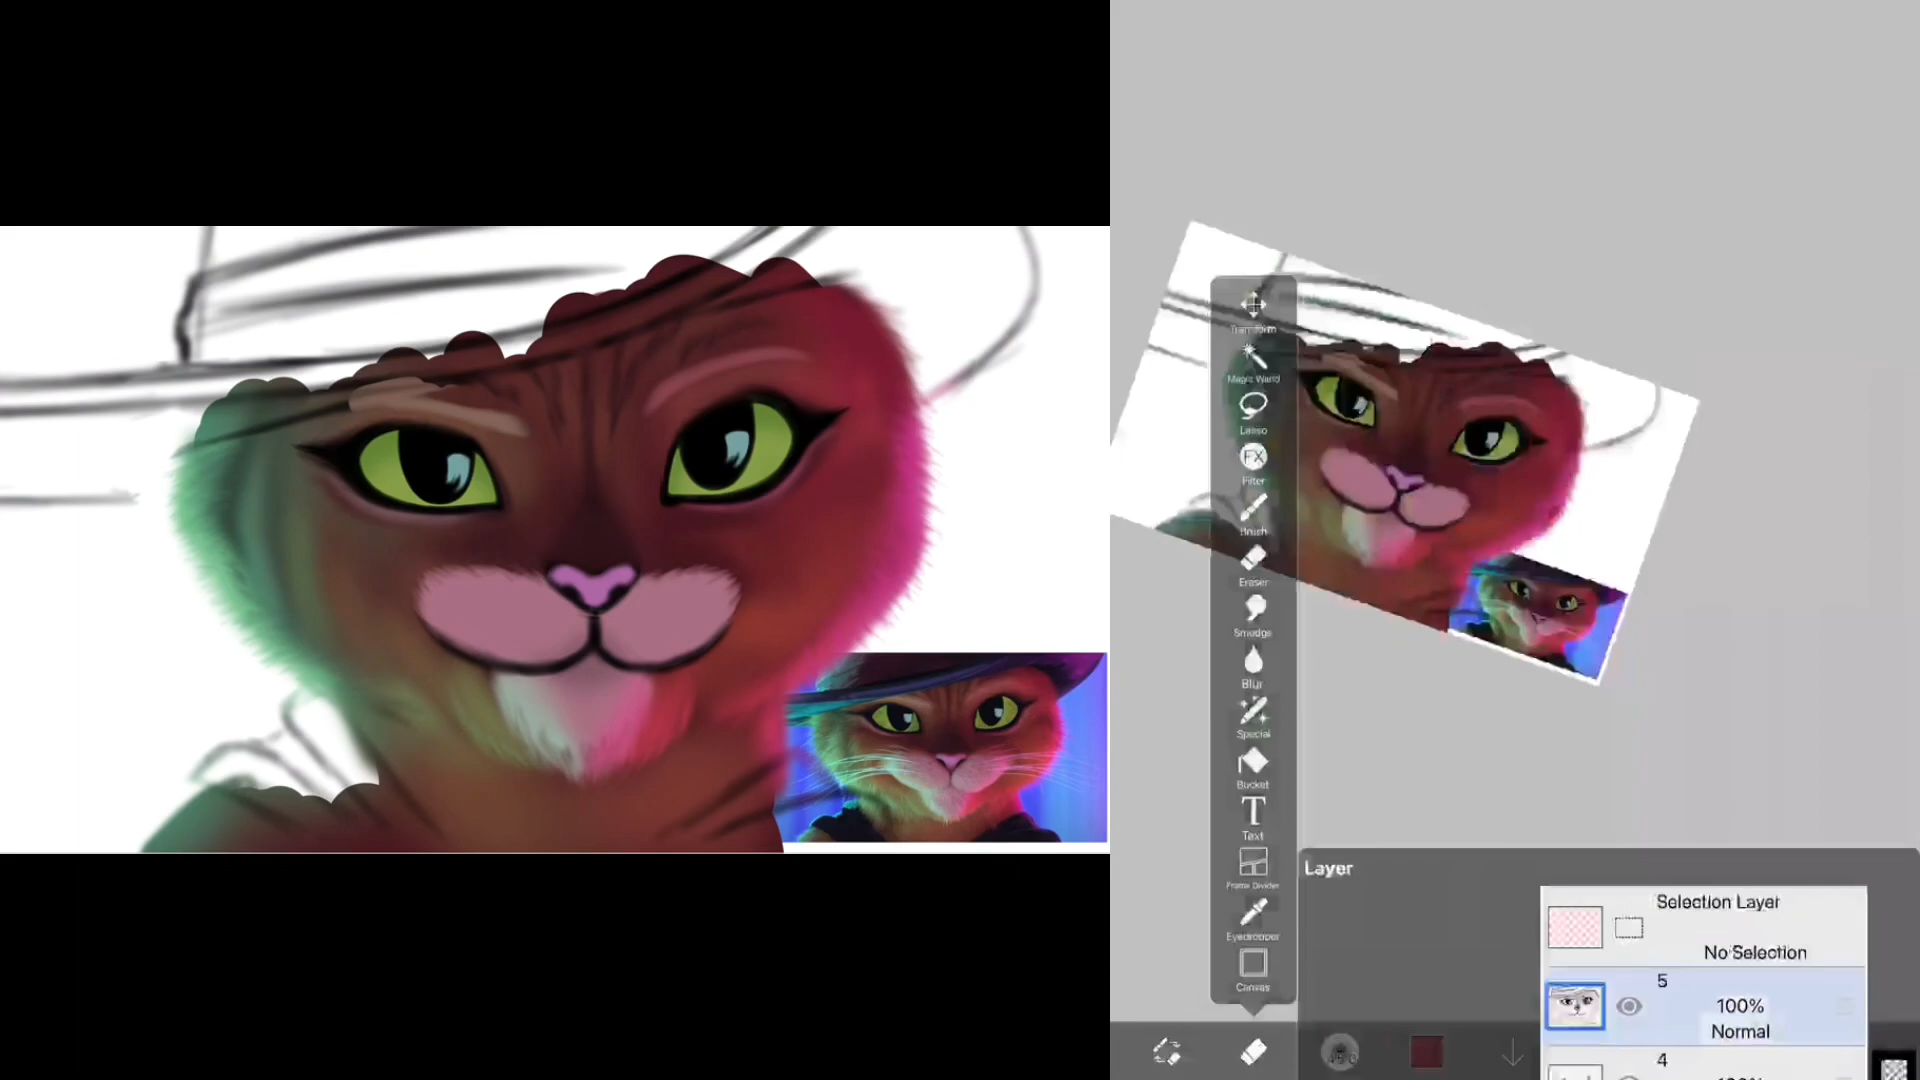 Transform
Magic Wand
Lasso
FX
Filter
Brush
Eraser
Smudge
Blur
Special
Bucket
T
Text
Frame Divider
Eyedropper
Canvas
Layer
Selection Layer
No Selection
5
100%
Normal
4